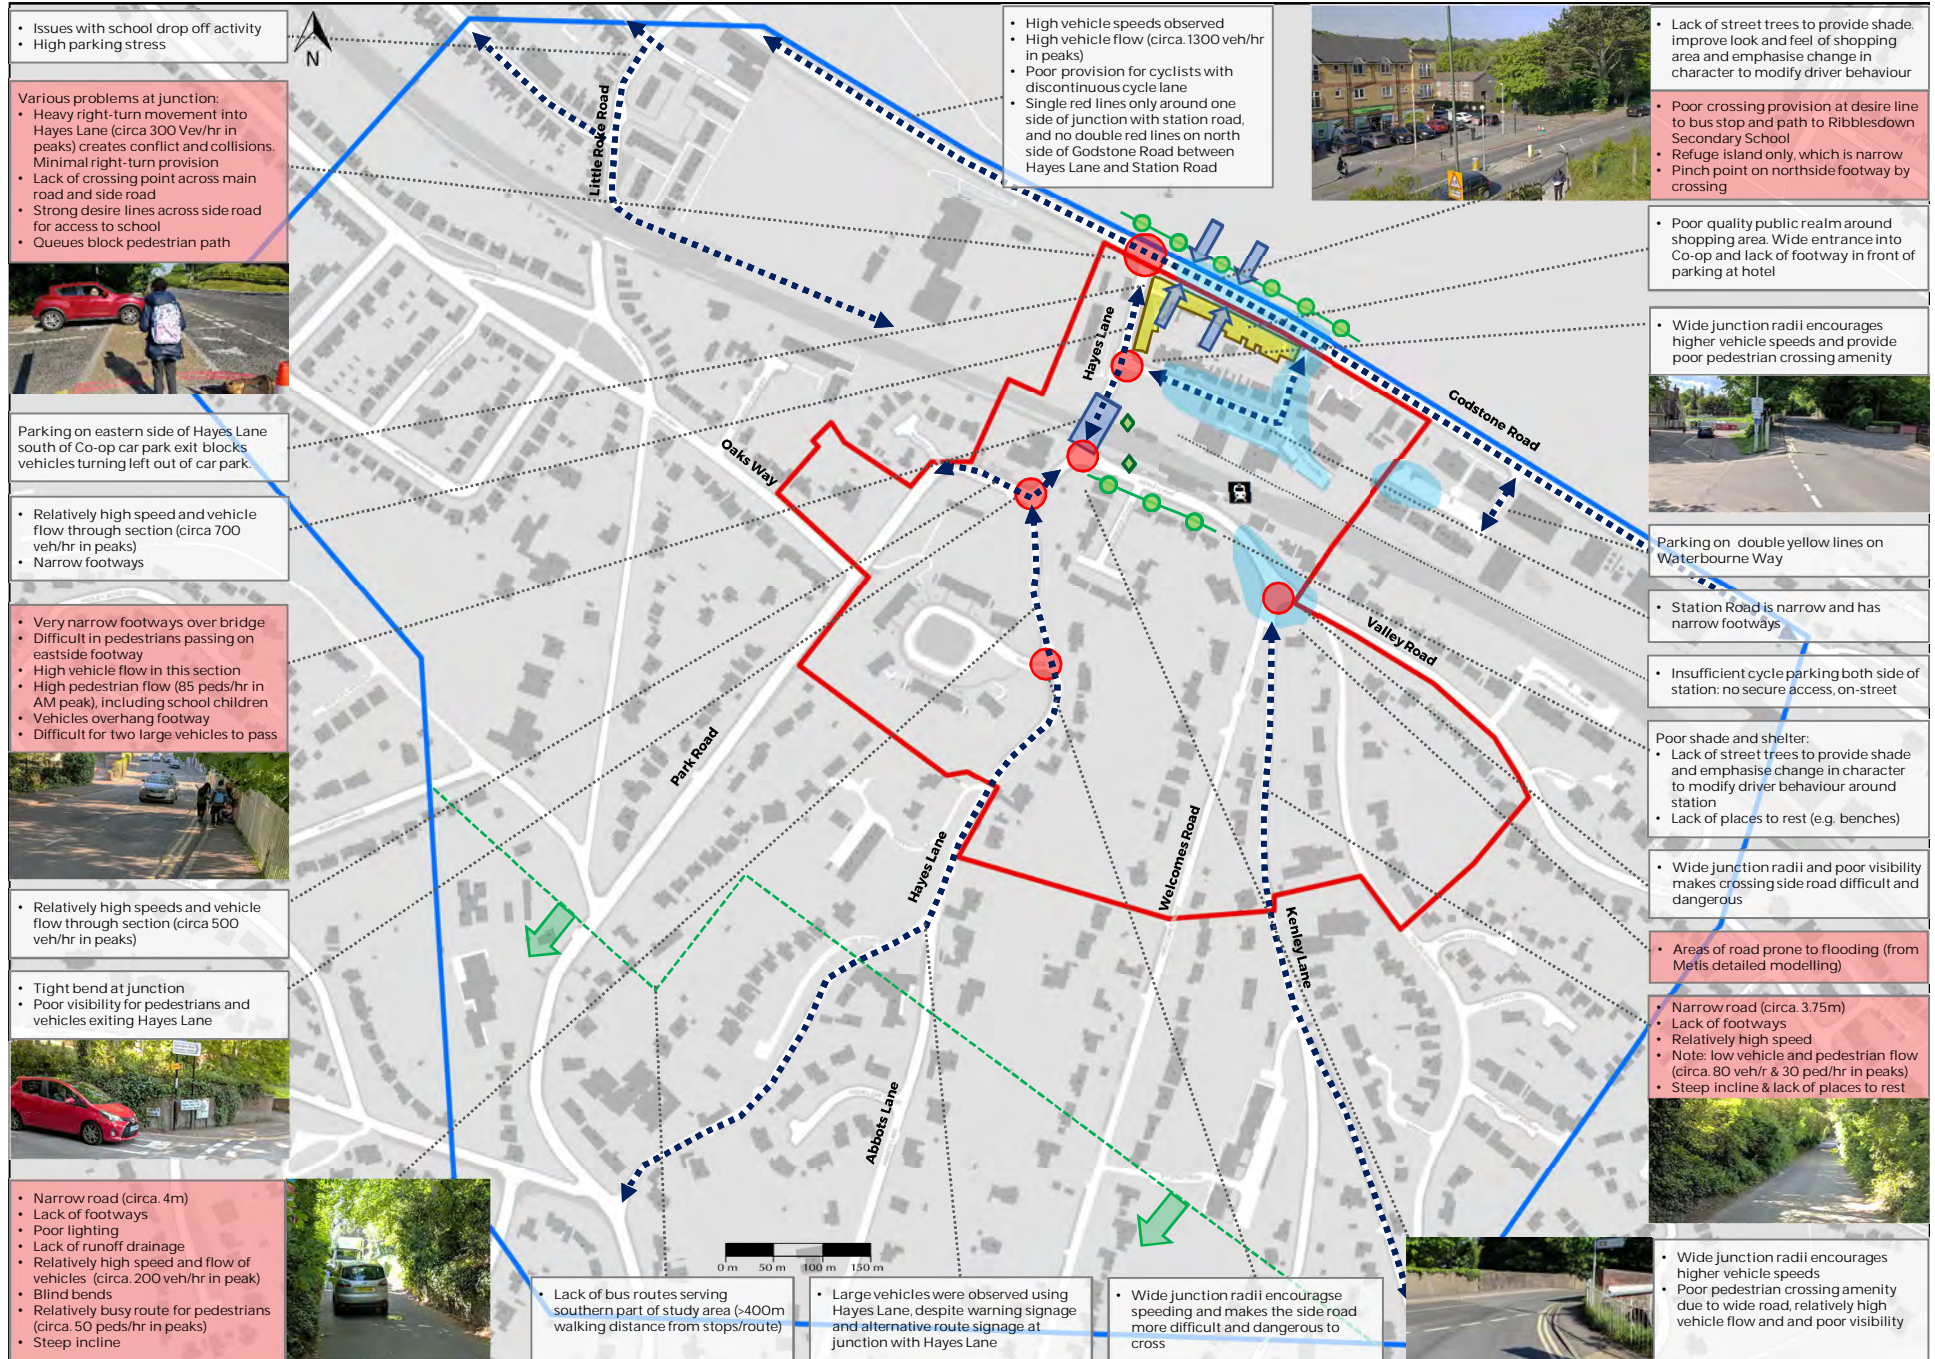 • Issues with school drop off activity
• High parking stress
Various problems at junction:
• Heavy right-turn movement into
Hayes Lane (circa 300 Vev/hr in
peaks) creates conflict and collisions.
Minimal right-turn provision
• Lack of crossing point across main
road and side road
• Strong desire lines across side road
for access to school
• Queues block pedestrian path
Parking on eastern side of Hayes Lane
south of Co-op car park exit blocks
vehicles turning left out of car park.
• Relatively high speed and vehicle
flow through section (circa 700
veh/hr in peaks)
• Narrow footways
• Very narrow footways over bridge
• Difficult in pedestrians passing on
eastside footway
• High vehicle flow in this section
• High pedestrian flow (85 peds/hr in
AM peak), including school children
• Vehicles overhang footway
• Difficult for two large vehicles to pass
• Relatively high speeds and vehicle
flow through section (circa 500
veh/hr in peaks)
• Tight bend at junction
• Poor visibility for pedestrians and
vehicles exiting Hayes Lane
• Narrow road (circa. 4m)
• Lack of footways
• Poor lighting
• Lack of runoff drainage
• Relatively high speed and flow of
vehicles (circa. 200 veh/hr in peak)
• Blind bends
• Relatively busy route for pedestrians
(circa. 50 peds/hr in peaks)
• Steep incline
N
• High vehicle speeds observed
• High vehicle flow (circa. 1300 veh/hr
in peaks)
• Poor provision for cyclists with
discontinuous cycle lane
• Single red lines only around one
side of junction with station road,
and no double red lines on north
side of Godstone Road between
Hayes Lane and Station Road
Little Roke Road
Hayes Lane
Godstone Road
Oaks Way
Valley Road
Park Road
Hayes Lane
Welcomes Road
Kenley Lane
Abbots Lane
0 m 50 m 100 m 150 m
• Lack of bus routes serving
southern part of study area (>400m
walking distance from stops/route)
• Large vehicles were observed using
Hayes Lane, despite warning signage
and alternative route signage at
junction with Hayes Lane
• Wide junction radii encouragse
speeding and makes the side road
more difficult and dangerous to
cross
• Lack of street trees to provide shade.
improve look and feel of shopping
area and emphasise change in
character to modify driver behaviour
• Poor crossing provision at desire line
to bus stop and path to Ribblesdown
Secondary School
• Refuge island only, which is narrow
• Pinch point on northside footway by
crossing
• Poor quality public realm around
shopping area. Wide entrance into
Co-op and lack of footway in front of
parking at hotel
• Wide junction radii encourages
higher vehicle speeds and provide
poor pedestrian crossing amenity
Parking on double yellow lines on
Waterbourne Way
• Station Road is narrow and has
narrow footways
• Insufficient cycle parking both side of
station: no secure access, on-street
Poor shade and shelter:
• Lack of street trees to provide shade
and emphasise change in character
to modify driver behaviour around
station
• Lack of places to rest (e.g. benches)
• Wide junction radii and poor visibility
makes crossing side road difficult and
dangerous
• Areas of road prone to flooding (from
Metis detailed modelling)
• Narrow road (circa. 3.75m)
• Lack of footways
• Relatively high speed
• Note: low vehicle and pedestrian flow
(circa. 80 veh/r & 30 ped/hr in peaks)
• Steep incline & lack of places to rest
• Wide junction radii encourages
higher vehicle speeds
• Poor pedestrian crossing amenity
due to wide road, relatively high
vehicle flow and and poor visibility